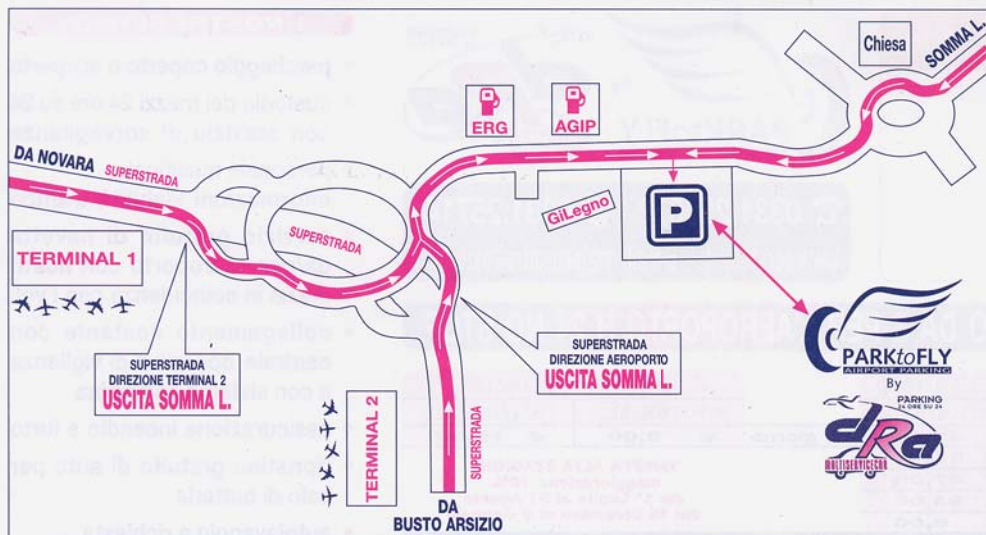 Chiesa
SOMMA L.
ERG
AGIP
DA NOVARA
SUPERSTRADA
SUPERSTRADA
GiLegno
P
TERMINAL 1
SUPERSTRADA
DIREZIONE TERMINAL 2
USCITA SOMMA L.
SUPERSTRADA
DIREZIONE AEROPORTO
USCITA SOMMA L.
PARKtoFLY
AIRPORT PARKING
By
PARKING
24 ORE SU 24
dRa
MULTISERVICECAR
TERMINAL 2
SUPERSTRADA
DA
BUSTO ARSIZIO